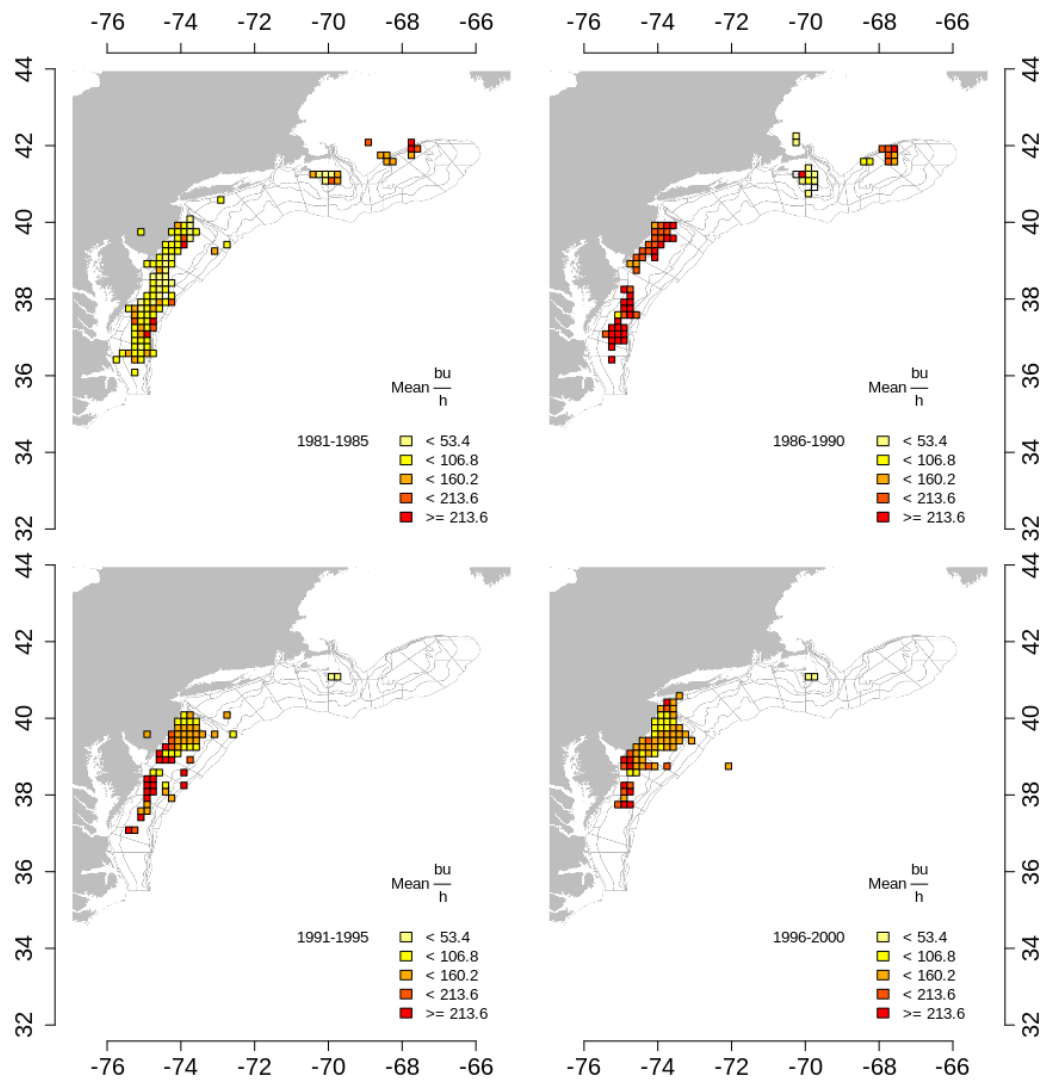 -76 -74 -72 -70 -68 -66 -76 -74 -72 -70 -68 -66
44 44
42 42
40 40
38 38
36 36
34 34
32 32
Mean bu/h Mean bu/h
1981-1985 < 53.4 1986-1990 < 53.4
< 106.8 < 106.8
< 160.2 < 160.2
< 213.6 < 213.6
>= 213.6 >= 213.6
44 44
42 42
40 40
38 38
36 36
34 34
32 32
Mean bu/h Mean bu/h
1991-1995 < 53.4 1996-2000 < 53.4
< 106.8 < 106.8
< 160.2 < 160.2
< 213.6 < 213.6
>= 213.6 >= 213.6
-76 -74 -72 -70 -68 -66 -76 -74 -72 -70 -68 -66